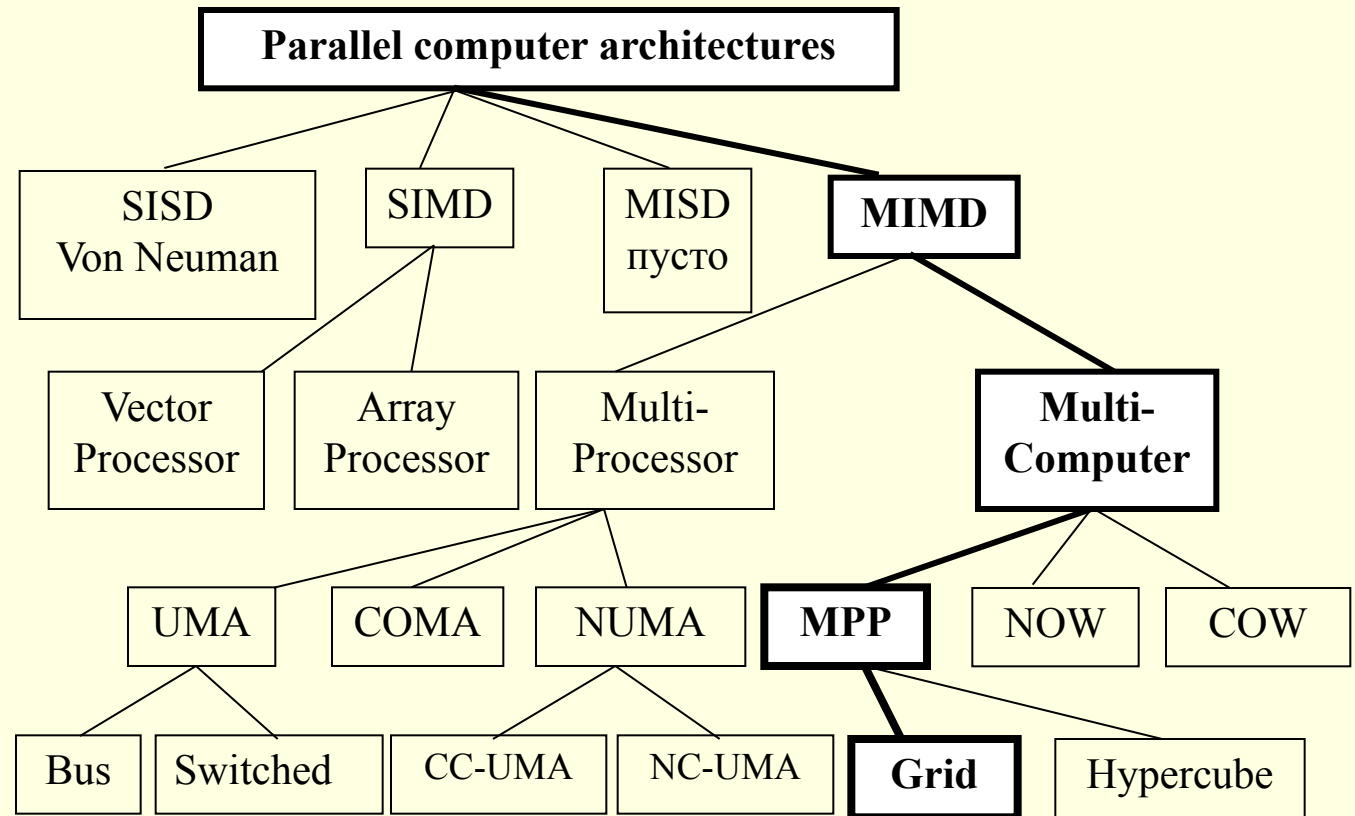 Parallel computer architectures
SISD
Von Neuman
SIMD
MISD
пусто
MIMD
Vector
Processor
Array
Processor
Multi-
Processor
Multi-
Computer
UMA
COMA
NUMA
MPP
NOW
COW
Bus
Switched
CC-UMA
NC-UMA
Grid
Hypercube